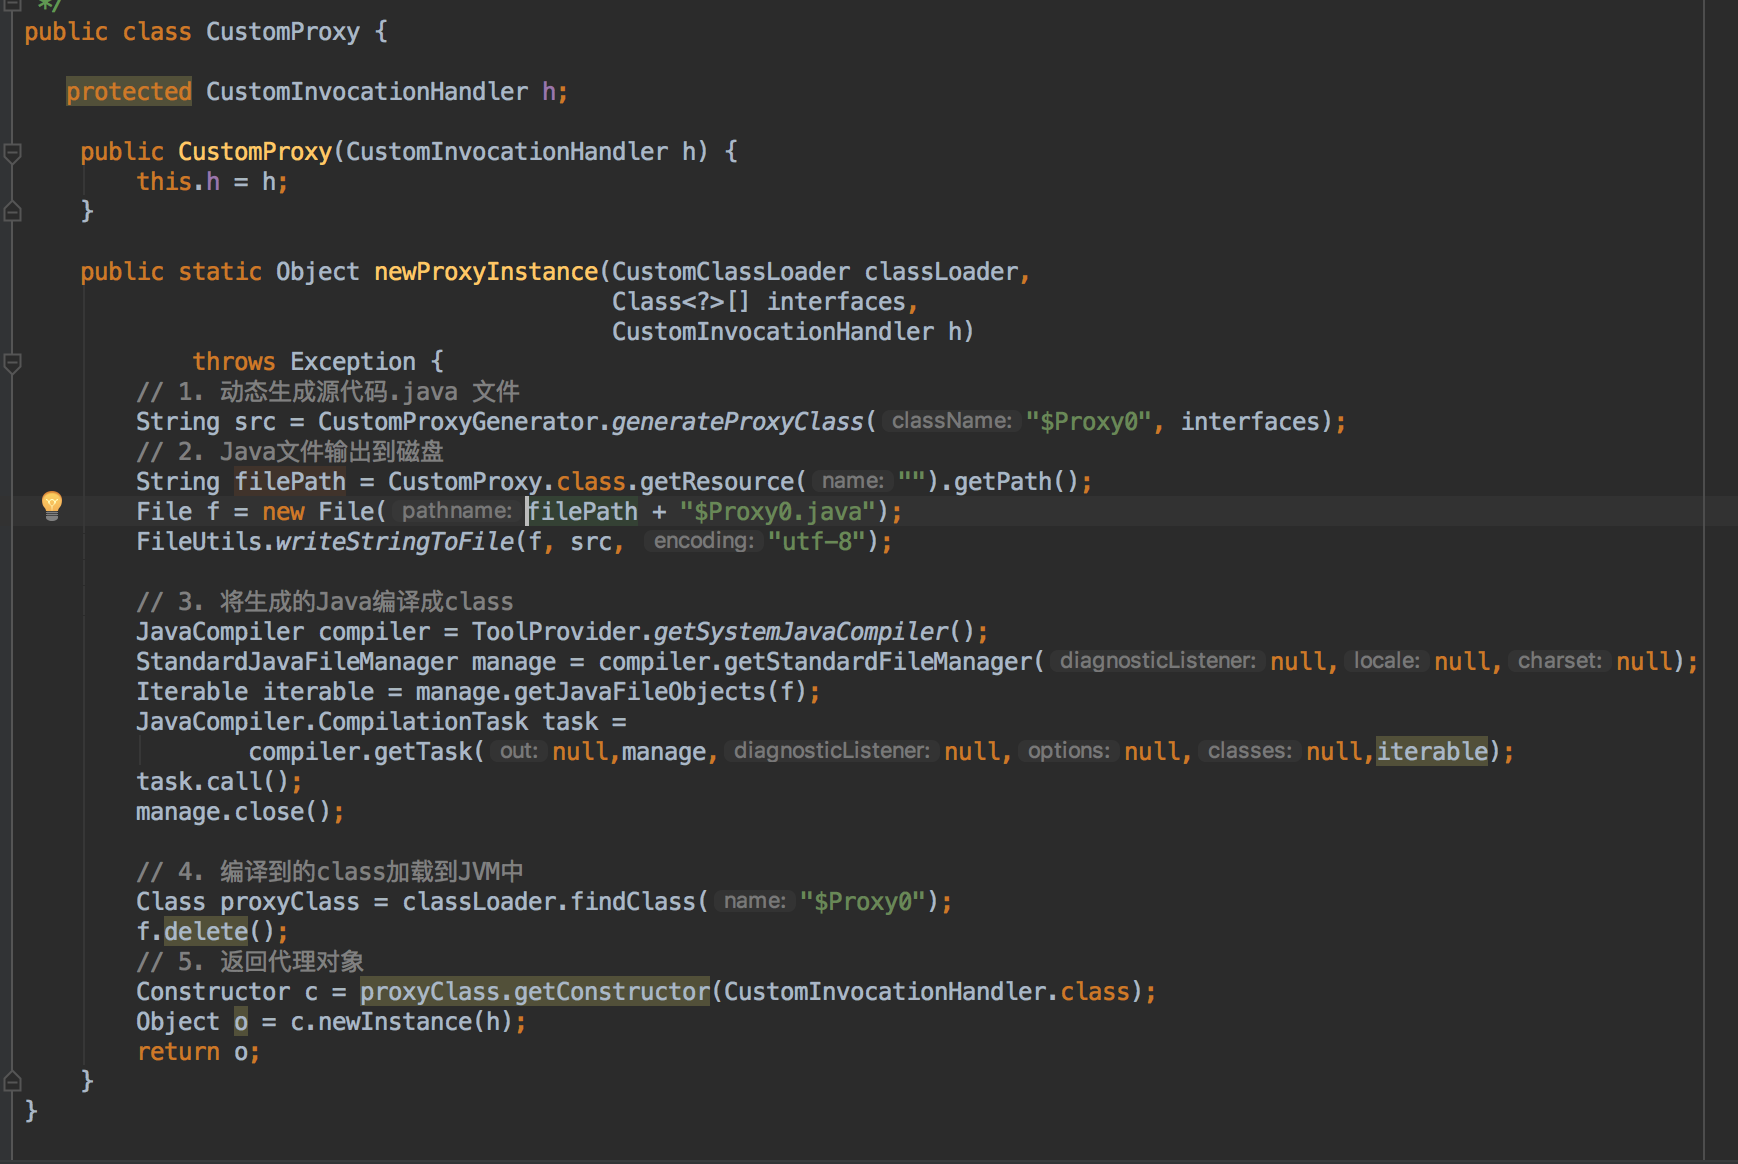 */
public class CustomProxy {
protected CustomInvocationHandler h;
public CustomProxy(CustomInvocationHandler h) {
this.h = h;
}
public static Object newProxyInstance(CustomClassLoader classLoader,
Class<?>[] interfaces,
CustomInvocationHandler h)
throws Exception {
// 1. 动态生成源代码.java 文件
String src = CustomProxyGenerator.generateProxyClass( className: "$Proxy0", interfaces);
// 2. Java文件输出到磁盘
String filePath = CustomProxy.class.getResource( name: "").getPath();
File f = new File( pathname: filePath + "$Proxy0.java");
FileUtils.writeStringToFile(f, src, encoding: "utf-8");
// 3. 将生成的Java编译成class
JavaCompiler compiler = ToolProvider.getSystemJavaCompiler();
StandardJavaFileManager manage = compiler.getStandardFileManager( diagnosticListener: null, locale: null, charset: null);
Iterable iterable = manage.getJavaFileObjects(f);
JavaCompiler.CompilationTask task =
compiler.getTask( out: null,manage, diagnosticListener: null, options: null, classes: null,iterable);
task.call();
manage.close();
// 4. 编译到的class加载到JVM中
Class proxyClass = classLoader.findClass( name: "$Proxy0");
f.delete();
// 5. 返回代理对象
Constructor c = proxyClass.getConstructor(CustomInvocationHandler.class);
Object o = c.newInstance(h);
return o;
}
}